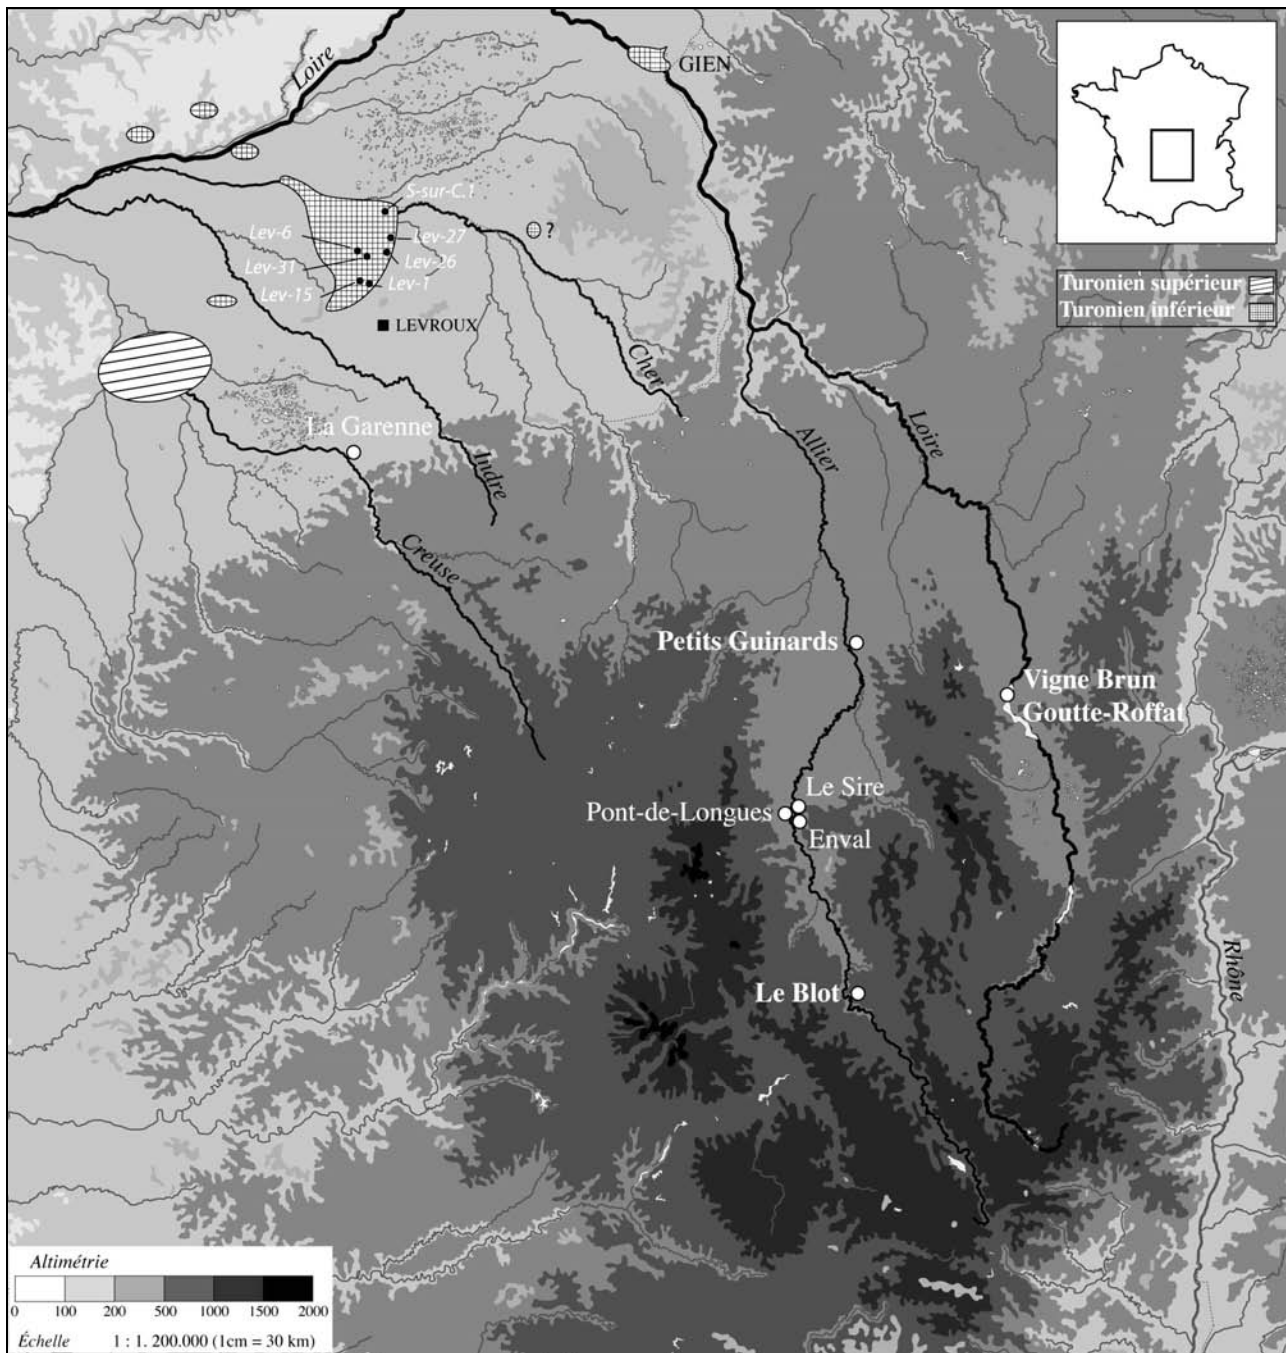 Loire
GIEN
Turonien supérieur
Turonien inférieur
S-sur-C.1
?
Lev-6
Lev-27
Lev-31
Lev-26
Lev-15
Lev-1
LEVROUX
Cher
La Garenne
Allier
Loire
Indre
Creuse
Petits Guinards
Vigne Brun
Goutte-Roffat
Le Sire
Pont-de-Longues
Enval
Rhône
Le Blot
Altimétrie
0 100 200 500 1000 1500 2000
Échelle 1 : 1. 200.000 (1cm = 30 km)